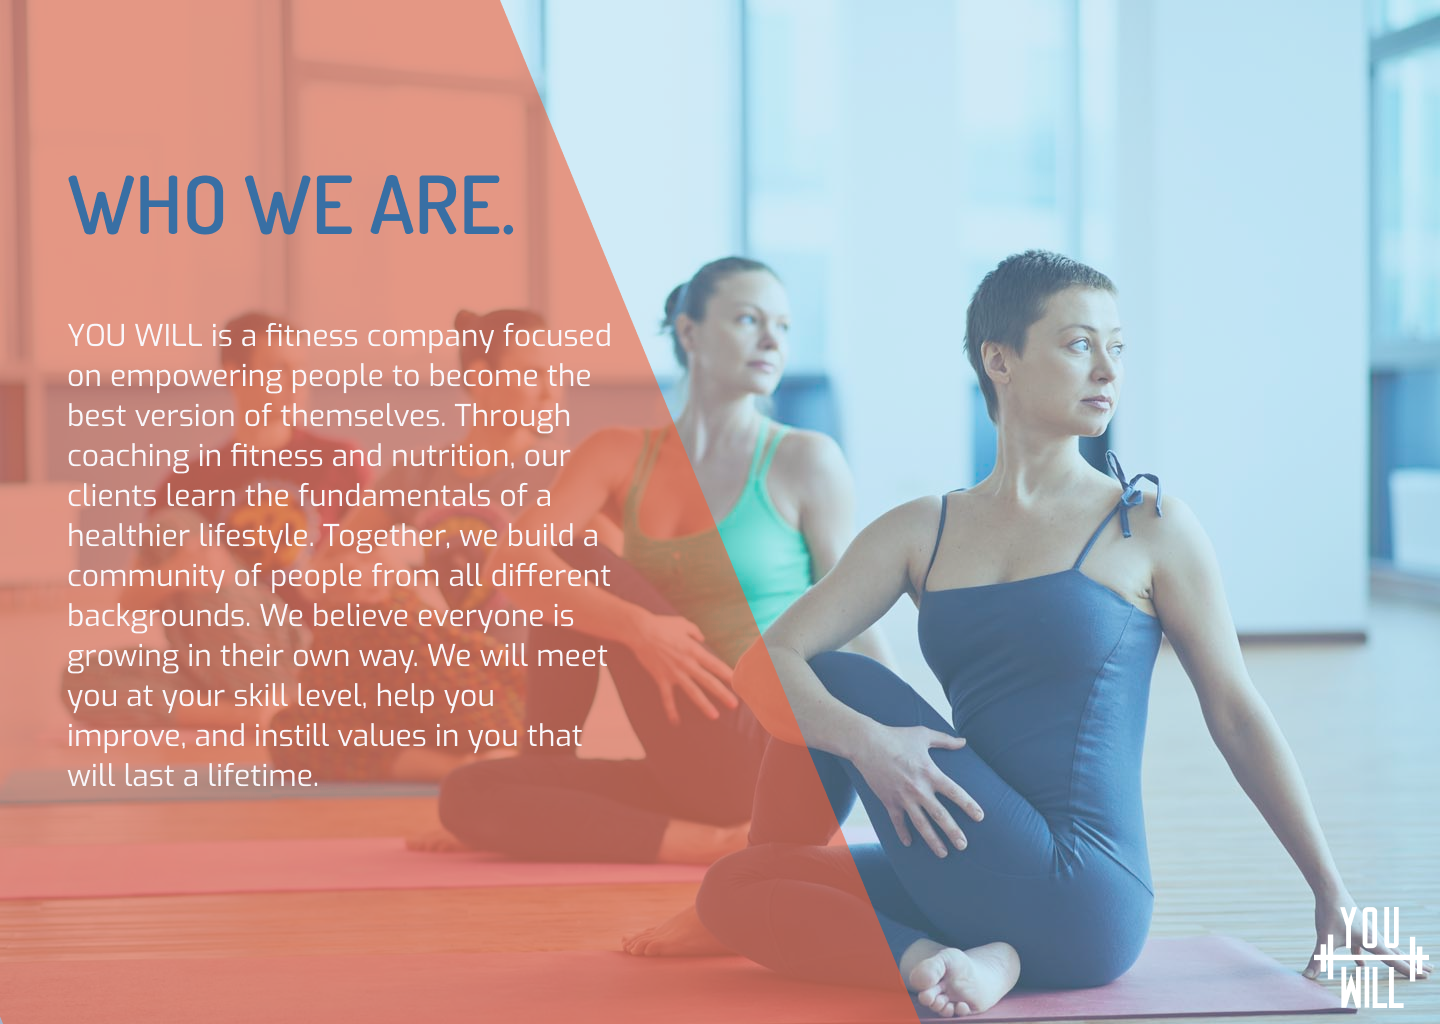 WHO WE ARE.
YOU WILL is a fitness company focused
on empowering people to become the
best version of themselves. Through
coaching in fitness and nutrition, our
clients learn the fundamentals of a
healthier lifestyle. Together, we build a
community of people from all different
backgrounds. We believe everyone is
growing in their own way. We will meet
you at your skill level, help you
improve, and instill values in you that
will last a lifetime.
YOU
WILL